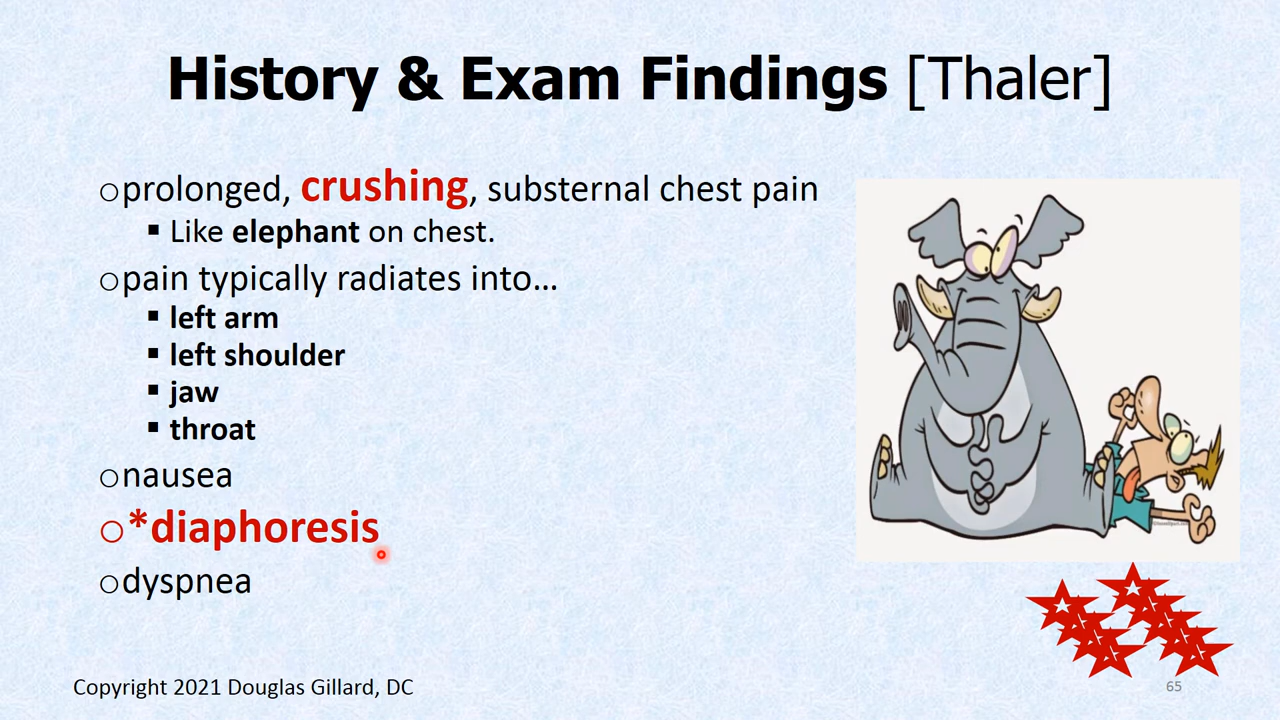 History & Exam Findings [Thaler]
○prolonged, crushing, substernal chest pain
▪ Like elephant on chest.
○pain typically radiates into...
▪ left arm
▪ left shoulder
▪ jaw
▪ throat
○nausea
○*diaphoresis
○dyspnea
Copyright 2021 Douglas Gillard, DC
65